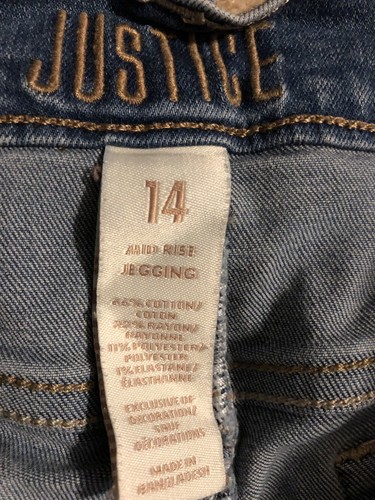 JUSTICE
14
MID RISE
JEGGING
66% COTTON/
COTON
22% RAYON/
RAYONNE
11% POLYESTER/
POLYESTER
1% ELASTANE/
ÉLASTHANNE
EXCLUSIVE OF
DECORATION/
SAUF
DÉCORATIONS
MADE IN
BANGLADESH